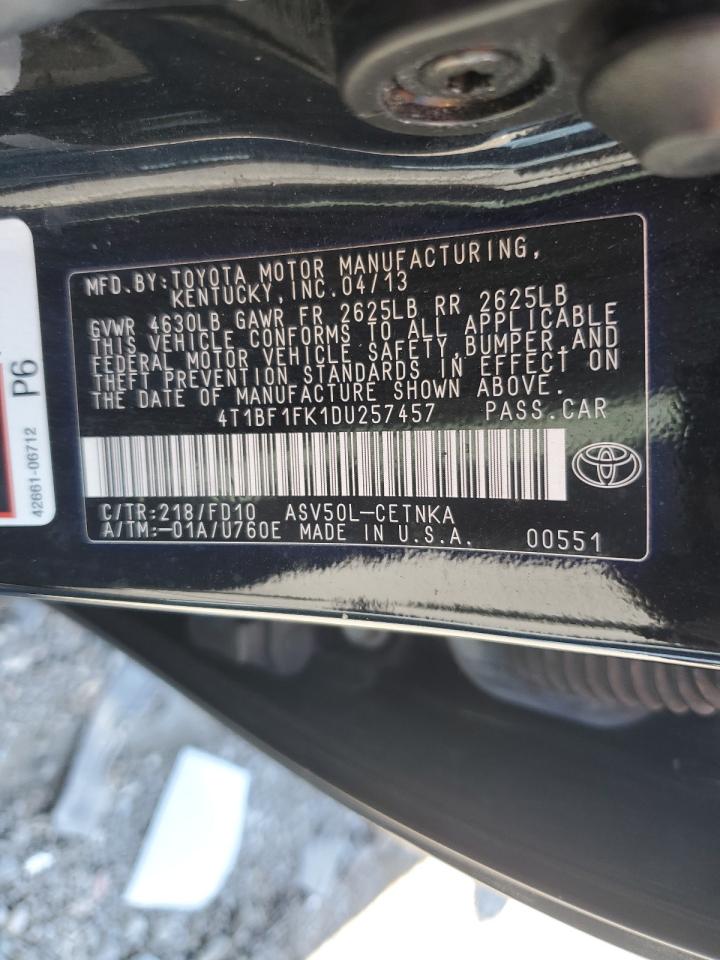 MFD.BY:TOYOTA MOTOR MANUFACTURING,
KENTUCKY,INC.04/13
GVWR 4630LB GAWR FR 2625LB RR 2625LB
THIS VEHICLE CONFORMS TO ALL APPLICABLE
FEDERAL MOTOR VEHICLE SAFETY,BUMPER,AND
THEFT PREVENTION STANDARDS IN EFFECT ON
THE DATE OF MANUFACTURE SHOWN ABOVE.
4T1BF1FK1DU257457 PASS.CAR
C/TR:218/FD10 ASV50L-CETNKA
A/TM:-01A/U760E MADE IN U.S.A. 00551
P6
42661-06712